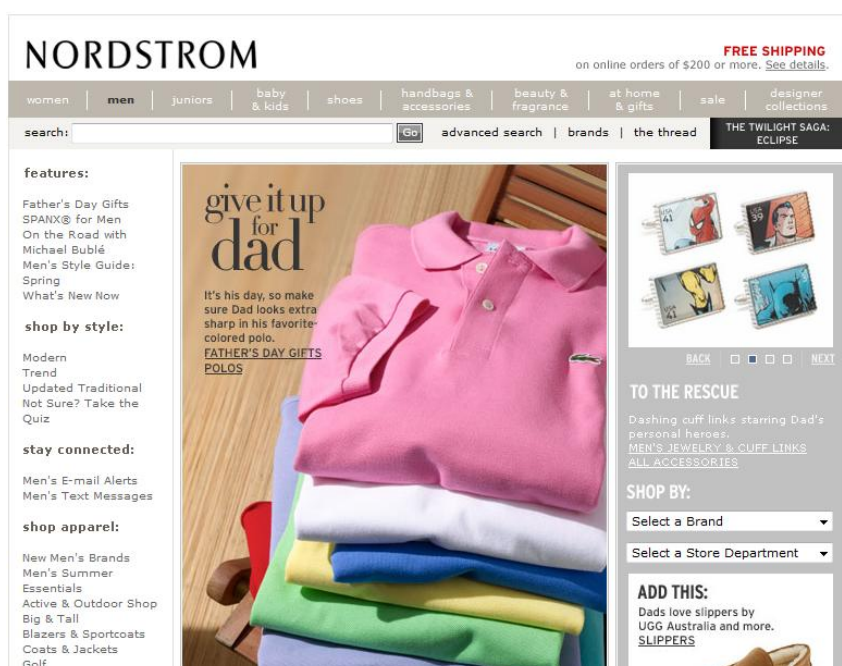 NORDSTROM
FREE SHIPPING
on online orders of $200 or more. See details.
women
men
juniors
baby
& kids
shoes
handbags &
accessories
beauty &
fragrance
at home
& gifts
sale
designer
collections
search:
Go
advanced search | brands | the thread
THE TWILIGHT SAGA:
ECLIPSE
features:
Father's Day Gifts
SPANX® for Men
On the Road with
Michael Bublé
Men's Style Guide:
Spring
What's New Now
shop by style:
Modern
Trend
Updated Traditional
Not Sure? Take the
Quiz
stay connected:
Men's E-mail Alerts
Men's Text Messages
shop apparel:
New Men's Brands
Men's Summer
Essentials
Active & Outdoor Shop
Big & Tall
Blazers & Sportcoats
Coats & Jackets
Golf
give it up
for
dad
It's his day, so make
sure Dad looks extra
sharp in his favorite-
colored polo.
FATHER'S DAY GIFTS
POLOS
USA
41
USA
39
41
USA
41
BACK
NEXT
TO THE RESCUE
Dashing cuff links starring Dad's
personal heroes.
MEN'S JEWELRY & CUFF LINKS
ALL ACCESSORIES
SHOP BY:
Select a Brand
Select a Store Department
ADD THIS:
Dads love slippers by
UGG Australia and more.
SLIPPERS